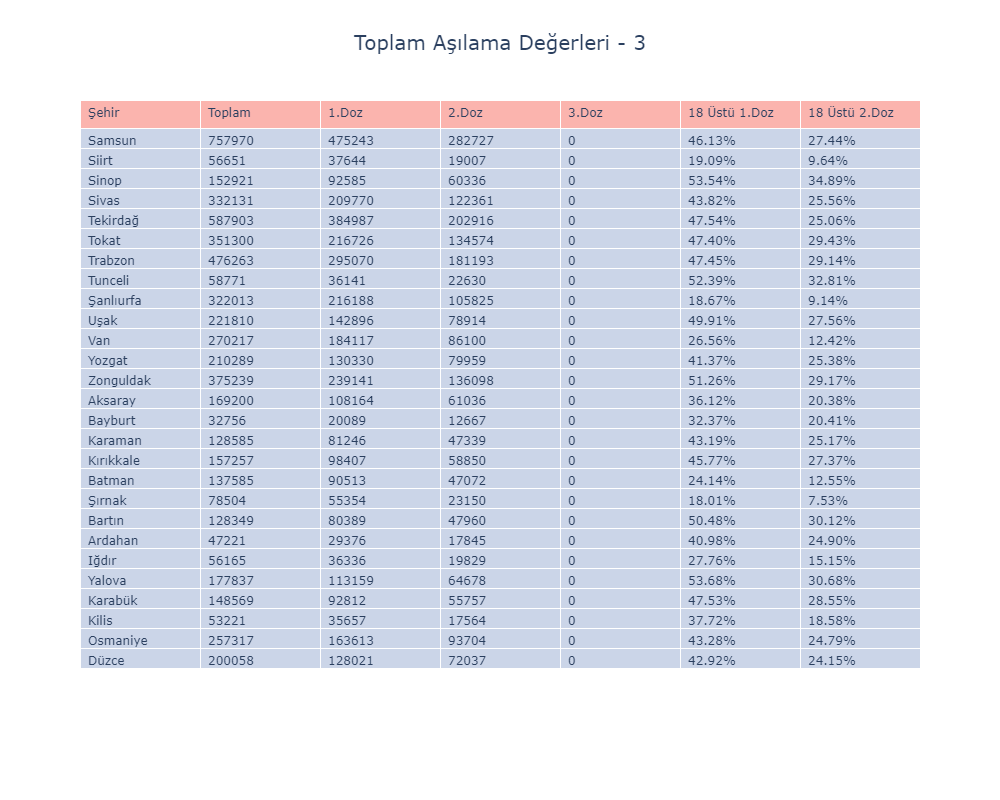 Toplam Aşılama Değerleri - 3
Şehir Toplam 1.Doz 2.Doz 3.Doz 18 Üstü 1.Doz 18 Üstü 2.Doz
Samsun 757970 475243 282727 0 46.13% 27.44%
Siirt 56651 37644 19007 0 19.09% 9.64%
Sinop 152921 92585 60336 0 53.54% 34.89%
Sivas 332131 209770 122361 0 43.82% 25.56%
Tekirdağ 587903 384987 202916 0 47.54% 25.06%
Tokat 351300 216726 134574 0 47.40% 29.43%
Trabzon 476263 295070 181193 0 47.45% 29.14%
Tunceli 58771 36141 22630 0 52.39% 32.81%
Şanlıurfa 322013 216188 105825 0 18.67% 9.14%
Uşak 221810 142896 78914 0 49.91% 27.56%
Van 270217 184117 86100 0 26.56% 12.42%
Yozgat 210289 130330 79959 0 41.37% 25.38%
Zonguldak 375239 239141 136098 0 51.26% 29.17%
Aksaray 169200 108164 61036 0 36.12% 20.38%
Bayburt 32756 20089 12667 0 32.37% 20.41%
Karaman 128585 81246 47339 0 43.19% 25.17%
Kırıkkale 157257 98407 58850 0 45.77% 27.37%
Batman 137585 90513 47072 0 24.14% 12.55%
Şırnak 78504 55354 23150 0 18.01% 7.53%
Bartın 128349 80389 47960 0 50.48% 30.12%
Ardahan 47221 29376 17845 0 40.98% 24.90%
Iğdır 56165 36336 19829 0 27.76% 15.15%
Yalova 177837 113159 64678 0 53.68% 30.68%
Karabük 148569 92812 55757 0 47.53% 28.55%
Kilis 53221 35657 17564 0 37.72% 18.58%
Osmaniye 257317 163613 93704 0 43.28% 24.79%
Düzce 200058 128021 72037 0 42.92% 24.15%